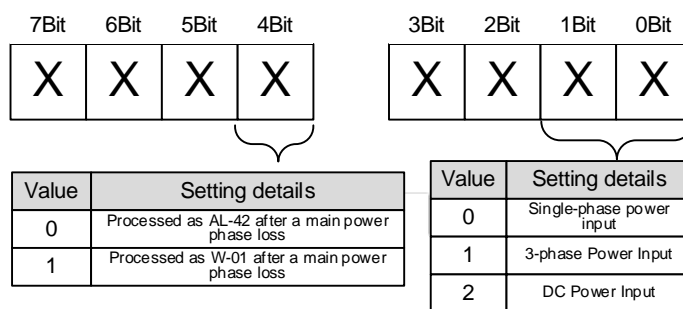 7Bit 6Bit 5Bit 4Bit 3Bit 2Bit 1Bit 0Bit
X X X X X X X X
Value Setting details
0 Processed as AL-42 after a main power
phase loss
1 Processed as W-01 after a main power
phase loss
Value Setting details
0 Single-phase power
input
1 3-phase Power Input
2 DC Power Input